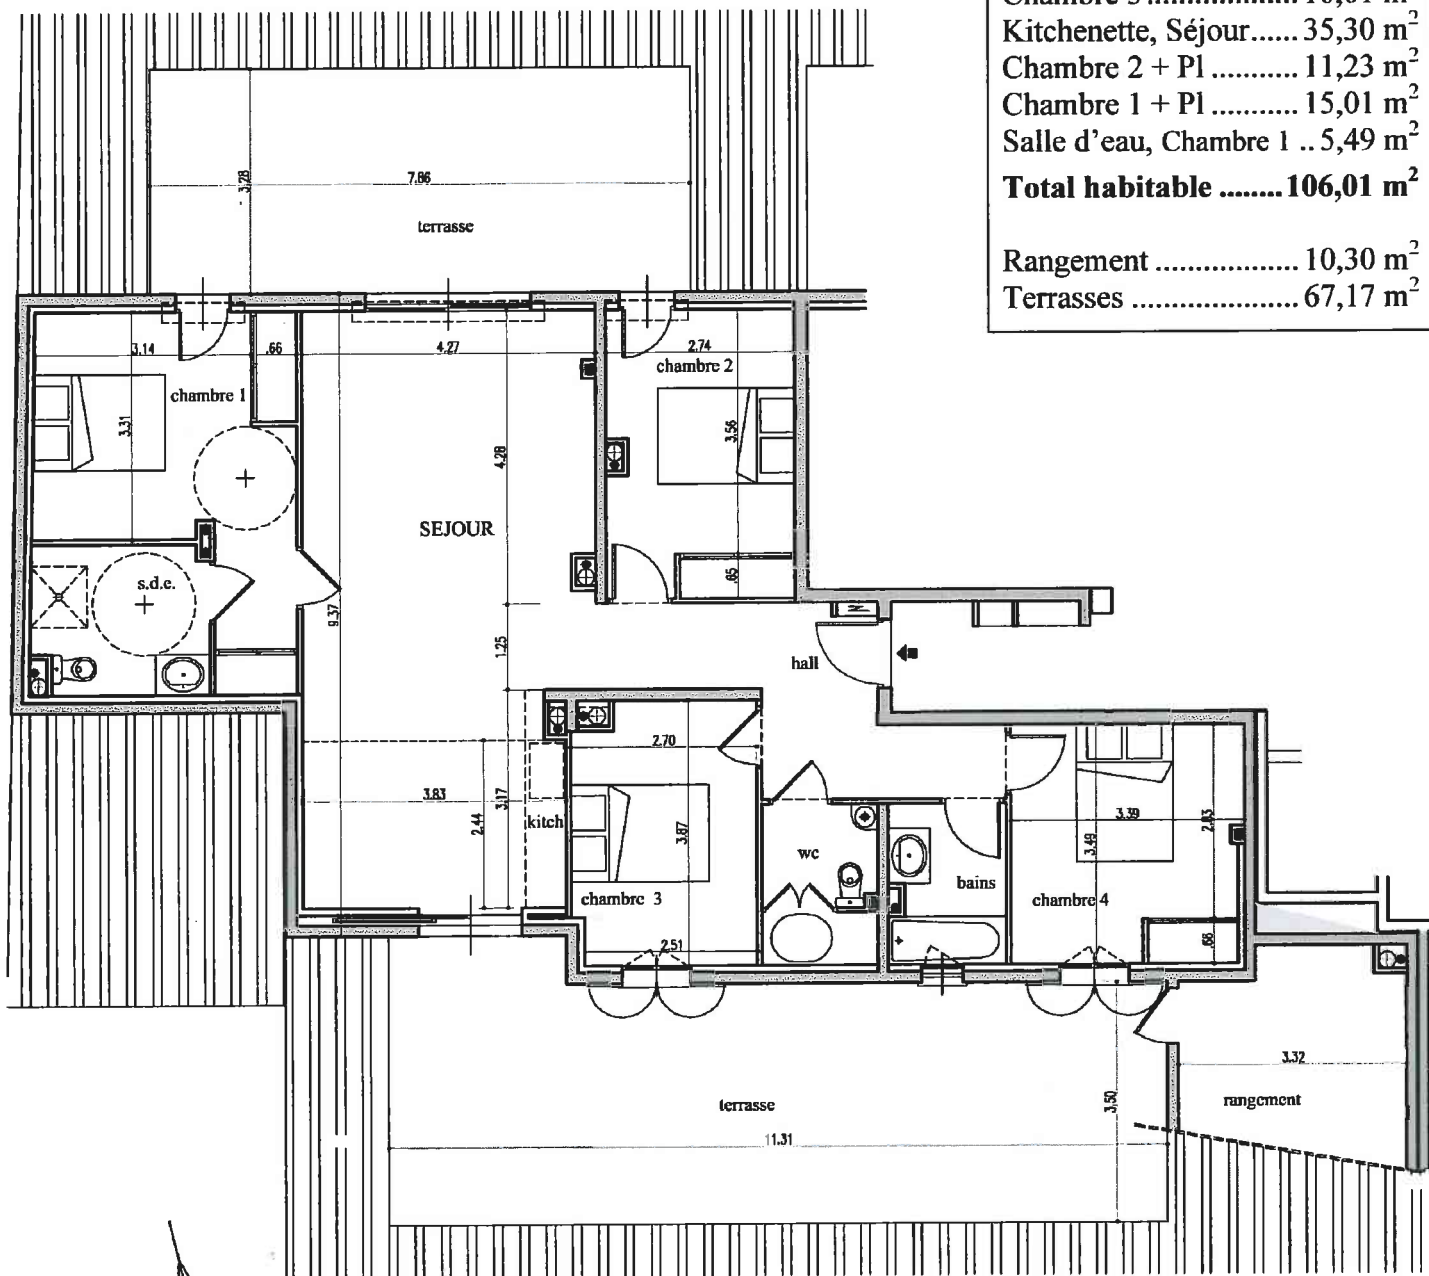 Kitchenette, Séjour...... 35,30 m²
Chambre 2 + Pl ........... 11,23 m²
Chambre 1 + Pl ........... 15,01 m²
Salle d'eau, Chambre 1 .. 5,49 m²
Total habitable ........ 106,01 m²
Rangement .................. 10,30 m²
Terrasses ..................... 67,17 m²
3.28
7.66
terrasse
3.14
.66
4.27
2.74
chambre 2
chambre 1
3.31
3.56
4.28
SEJOUR
s.d.e.
.65
9.37
1.25
hall
2.70
3.83
2.44
3.17
kitch
3.87
wc
bains
3.39
2.83
3.49
chambre 3
chambre 4
2.51
.66
3.32
terrasse
3.50
rangement
11.31